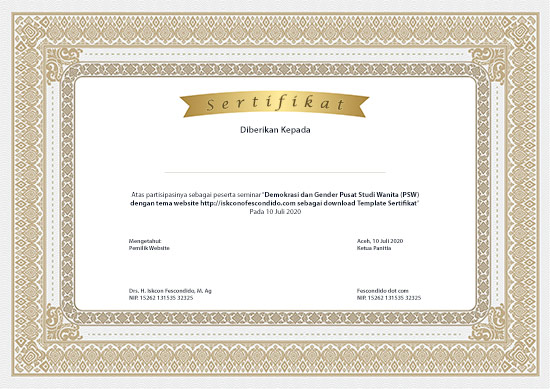 Sertifikat
Diberikan Kepada
Atas partisipasinya sebagai peserta seminar "Demokrasi dan Gender Pusat Studi Wanita (PSW)
dengan tema website http://iskconofescondido.com sebagai download Template Sertifikat"
Pada 10 Juli 2020
Mengetahui:
Pemilik Website
Aceh, 10 Juli 2020
Ketua Panitia
Drs. H. Iskcon Fescondido, M. Ag
NIP. 15262 131535 32325
Fescondido dot com
NIP. 15262 131535 32325